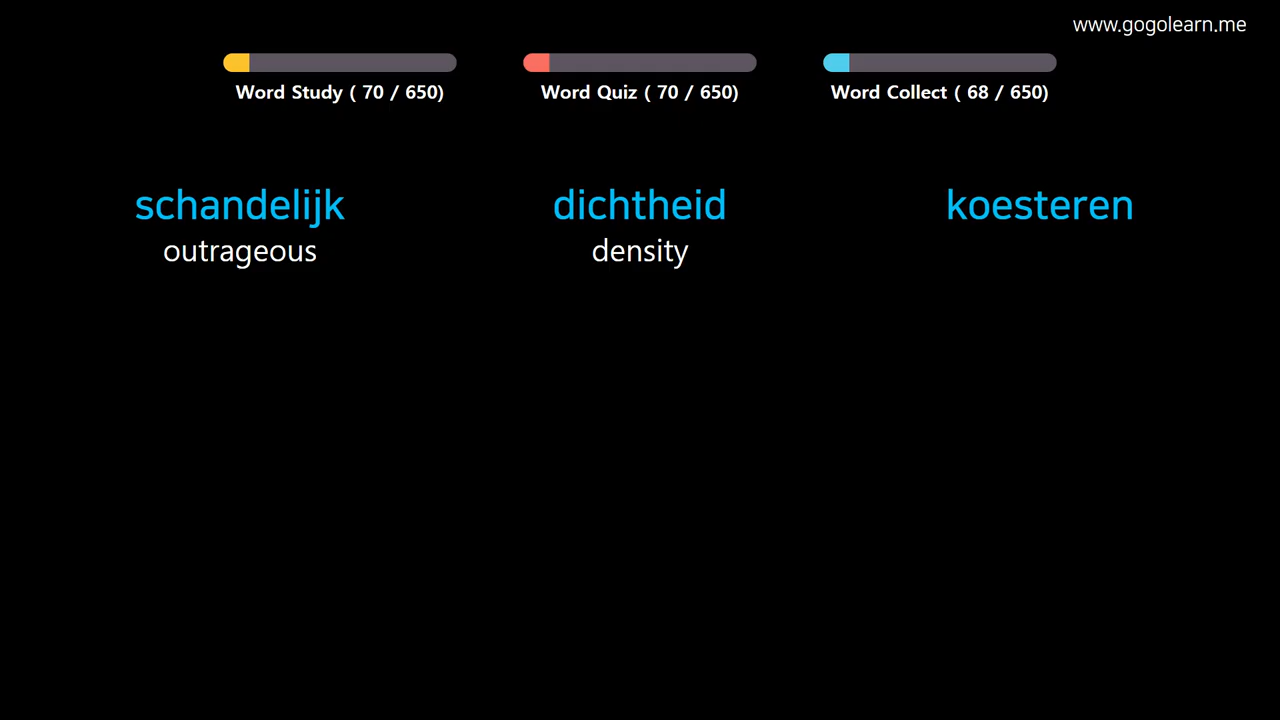 www.gogolearn.me
Word Study ( 70 / 650)
Word Quiz ( 70 / 650)
Word Collect ( 68 / 650)
schandelijk
outrageous
dichtheid
density
koesteren